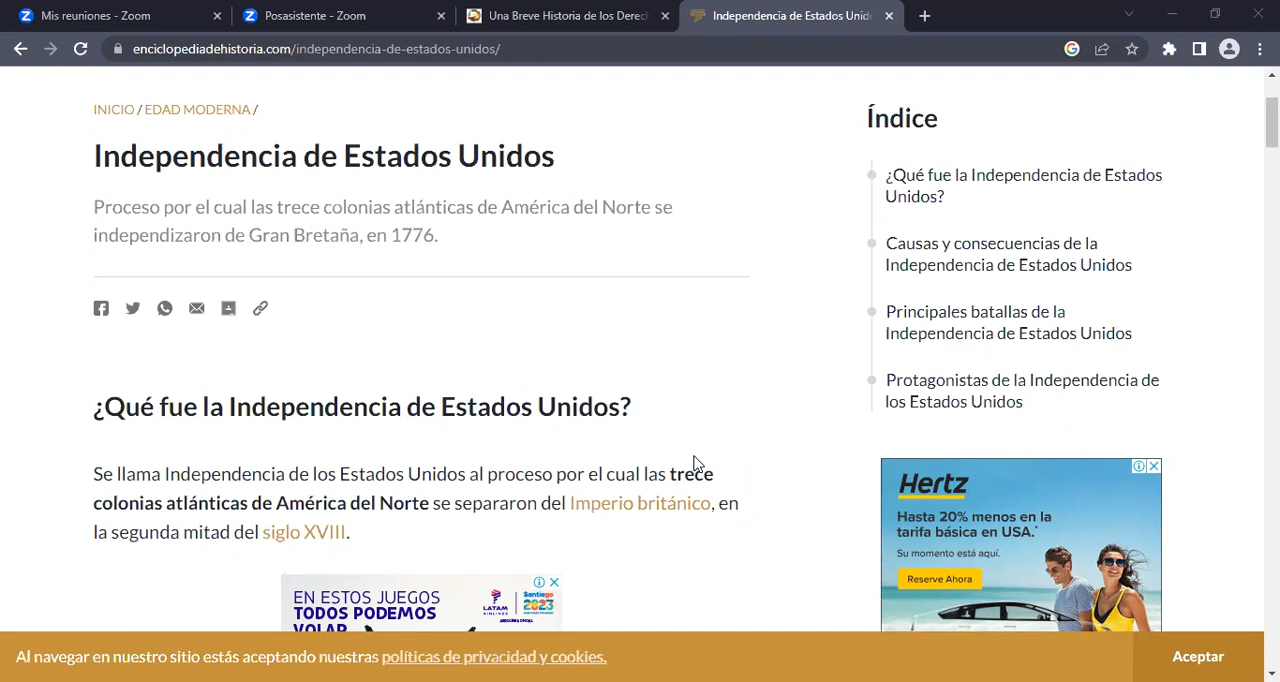 Mis reuniones - Zoom
Posasistente - Zoom
Una Breve Historia de los Derec
Independencia de Estados Unido
enciclopediadehistoria.com/independencia-de-estados-unidos/
INICIO / EDAD MODERNA /
Independencia de Estados Unidos
Proceso por el cual las trece colonias atlánticas de América del Norte se
independizaron de Gran Bretaña, en 1776.
¿Qué fue la Independencia de Estados Unidos?
Se llama Independencia de los Estados Unidos al proceso por el cual las trece
colonias atlánticas de América del Norte se separaron del Imperio británico, en
la segunda mitad del siglo XVIII.
Índice
¿Qué fue la Independencia de Estados
Unidos?
Causas y consecuencias de la
Independencia de Estados Unidos
Principales batallas de la
Independencia de Estados Unidos
Protagonistas de la Independencia de
los Estados Unidos
Hertz
Hasta 20% menos en la
tarifa básica en USA.*
Su momento está aquí.
Reserve Ahora
EN ESTOS JUEGOS
TODOS PODEMOS
VOLAR
LATAM
AIRLINES
Santiago
2023
Al navegar en nuestro sitio estás aceptando nuestras políticas de privacidad y cookies.
Aceptar